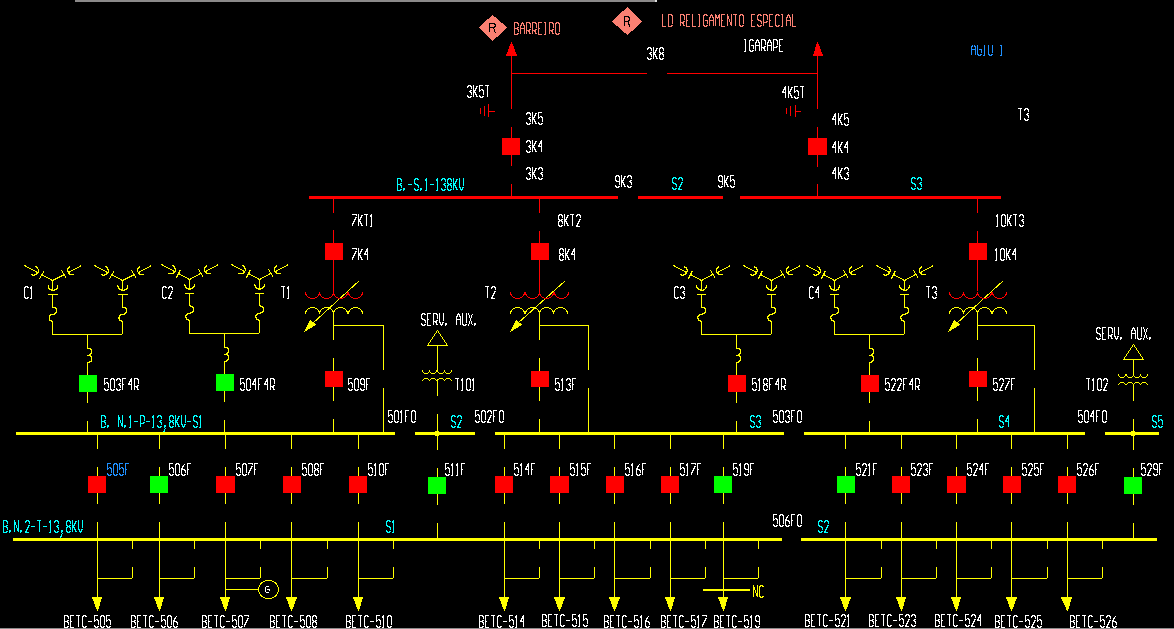 R BARREIRO R LD RELIGAMENTO ESPECIAL
3K8 IGARAPE AGIU I
3K5T 4K5T
3K5 4K5 T3
3K4 4K4
3K3 4K3
B.-S.1-138KV 9K3 S2 9K5 S3
7KT1 8KT2 10KT3
7K4 8K4 10K4
C1 C2 T1 T2 C3 C4 T3
SERV. AUX. SERV. AUX.
503F4R 504F4R 509F T101 513F 518F4R 522F4R 527F T102
B. N.1-P-13,8KV-S1 501FO S2 502FO S3 503FO S4 504FO S5
505F 506F 507F 508F 510F 511F 514F 515F 516F 517F 519F 521F 523F 524F 525F 526F 529F
B.N.2-T-13,8KV S1 506FO S2
G NC
BETC-505 BETC-506 BETC-507 BETC-508 BETC-510 BETC-514 BETC-515 BETC-516 BETC-517 BETC-519 BETC-521 BETC-523 BETC-524 BETC-525 BETC-526